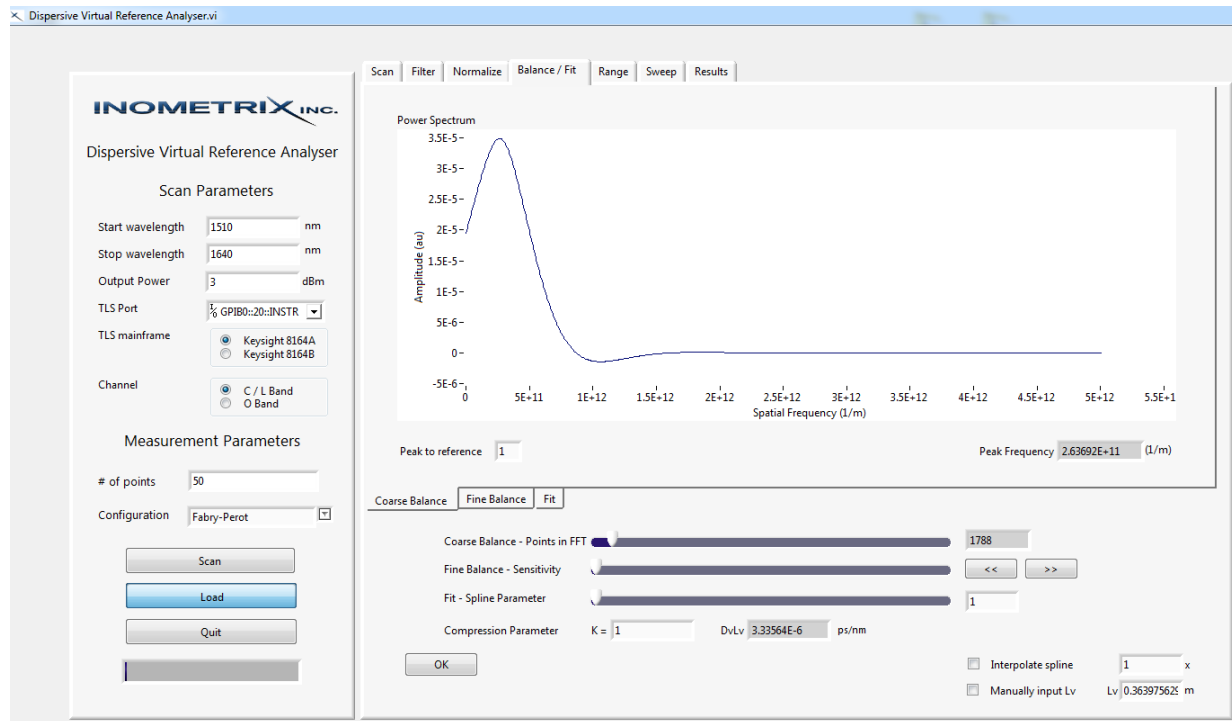 Dispersive Virtual Reference Analyser.vi
INOMETRIX INC.
Dispersive Virtual Reference Analyser
Scan Parameters
Start wavelength 1510 nm
Stop wavelength 1640 nm
Output Power 3 dBm
TLS Port I/O GPIB0::20::INSTR
TLS mainframe Keysight 8164A
Keysight 8164B
Channel C / L Band
O Band
Measurement Parameters
# of points 50
Configuration Fabry-Perot
Scan
Load
Quit
Scan Filter Normalize Balance / Fit Range Sweep Results
Power Spectrum
3.5E-5
3E-5
2.5E-5
2E-5
1.5E-5
1E-5
5E-6
0
-5E-6
Amplitude (au)
0 5E+11 1E+12 1.5E+12 2E+12 2.5E+12 3E+12 3.5E+12 4E+12 4.5E+12 5E+12 5.5E+1
Spatial Frequency (1/m)
Peak to reference 1 Peak Frequency 2.63692E+11 (1/m)
Coarse Balance Fine Balance Fit
Coarse Balance - Points in FFT 1788
Fine Balance - Sensitivity << >>
Fit - Spline Parameter 1
Compression Parameter K = 1 DvLv 3.33564E-6 ps/nm
OK
Interpolate spline 1 x
Manually input Lv Lv 0.363975629 m